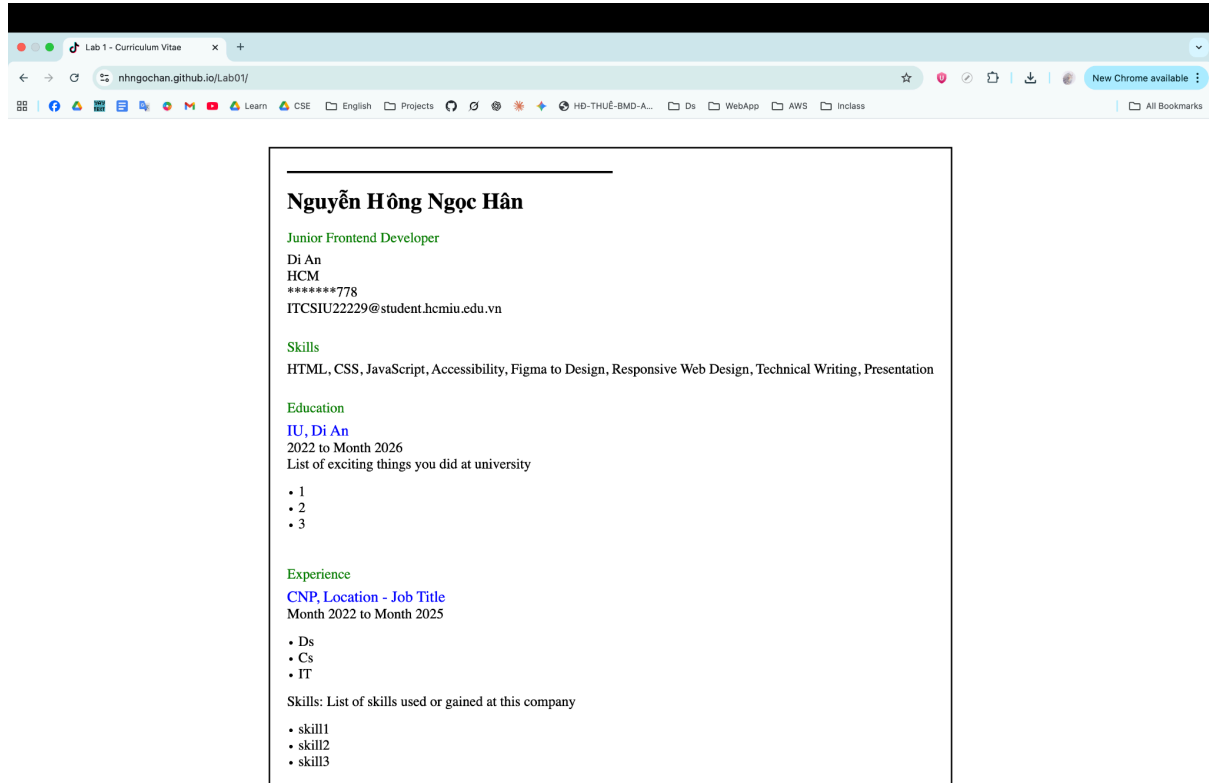 Lab 1 - Curriculum Vitae
nhngochan.github.io/Lab01/
New Chrome available
Learn CSE English Projects HĐ-THUÊ-BMD-A... Ds WebApp AWS Inclass All Bookmarks
Nguyễn Hồng Ngọc Hân
Junior Frontend Developer
Di An
HCM
*******778
ITCSIU22229@student.hcmiu.edu.vn
Skills
HTML, CSS, JavaScript, Accessibility, Figma to Design, Responsive Web Design, Technical Writing, Presentation
Education
IU, Di An
2022 to Month 2026
List of exciting things you did at university
• 1
• 2
• 3
Experience
CNP, Location - Job Title
Month 2022 to Month 2025
• Ds
• Cs
• IT
Skills: List of skills used or gained at this company
• skill1
• skill2
• skill3